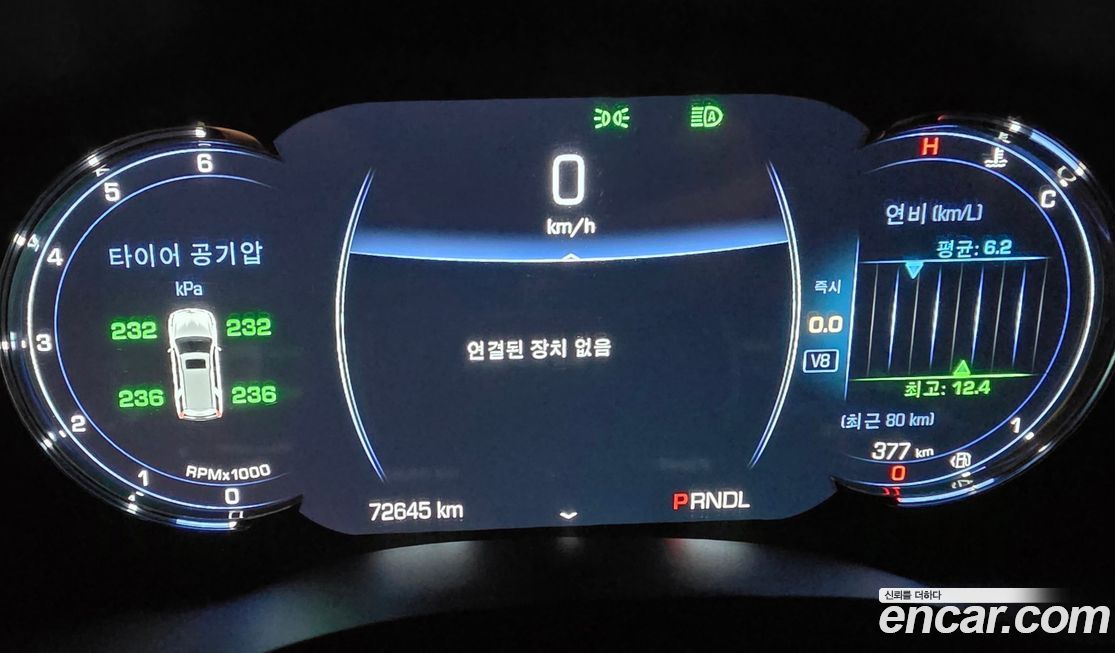 0
km/h
6
5
4
3
2
1
0
RPMx1000
타이어 공기압
kPa
232 232
236 236
연결된 장치 없음
72645 km
PRNDL
H
C
연비 (km/L)
평균: 6.2
즉시
0.0
V8
최고: 12.4
(최근 80 km)
377 km
0
1
신뢰를 더하다
encar.com